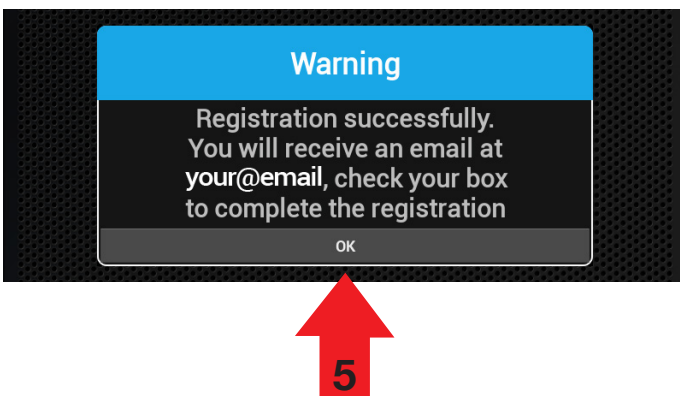 Warning
Registration successfully.
You will receive an email at
your@email, check your box
to complete the registration
OK
5